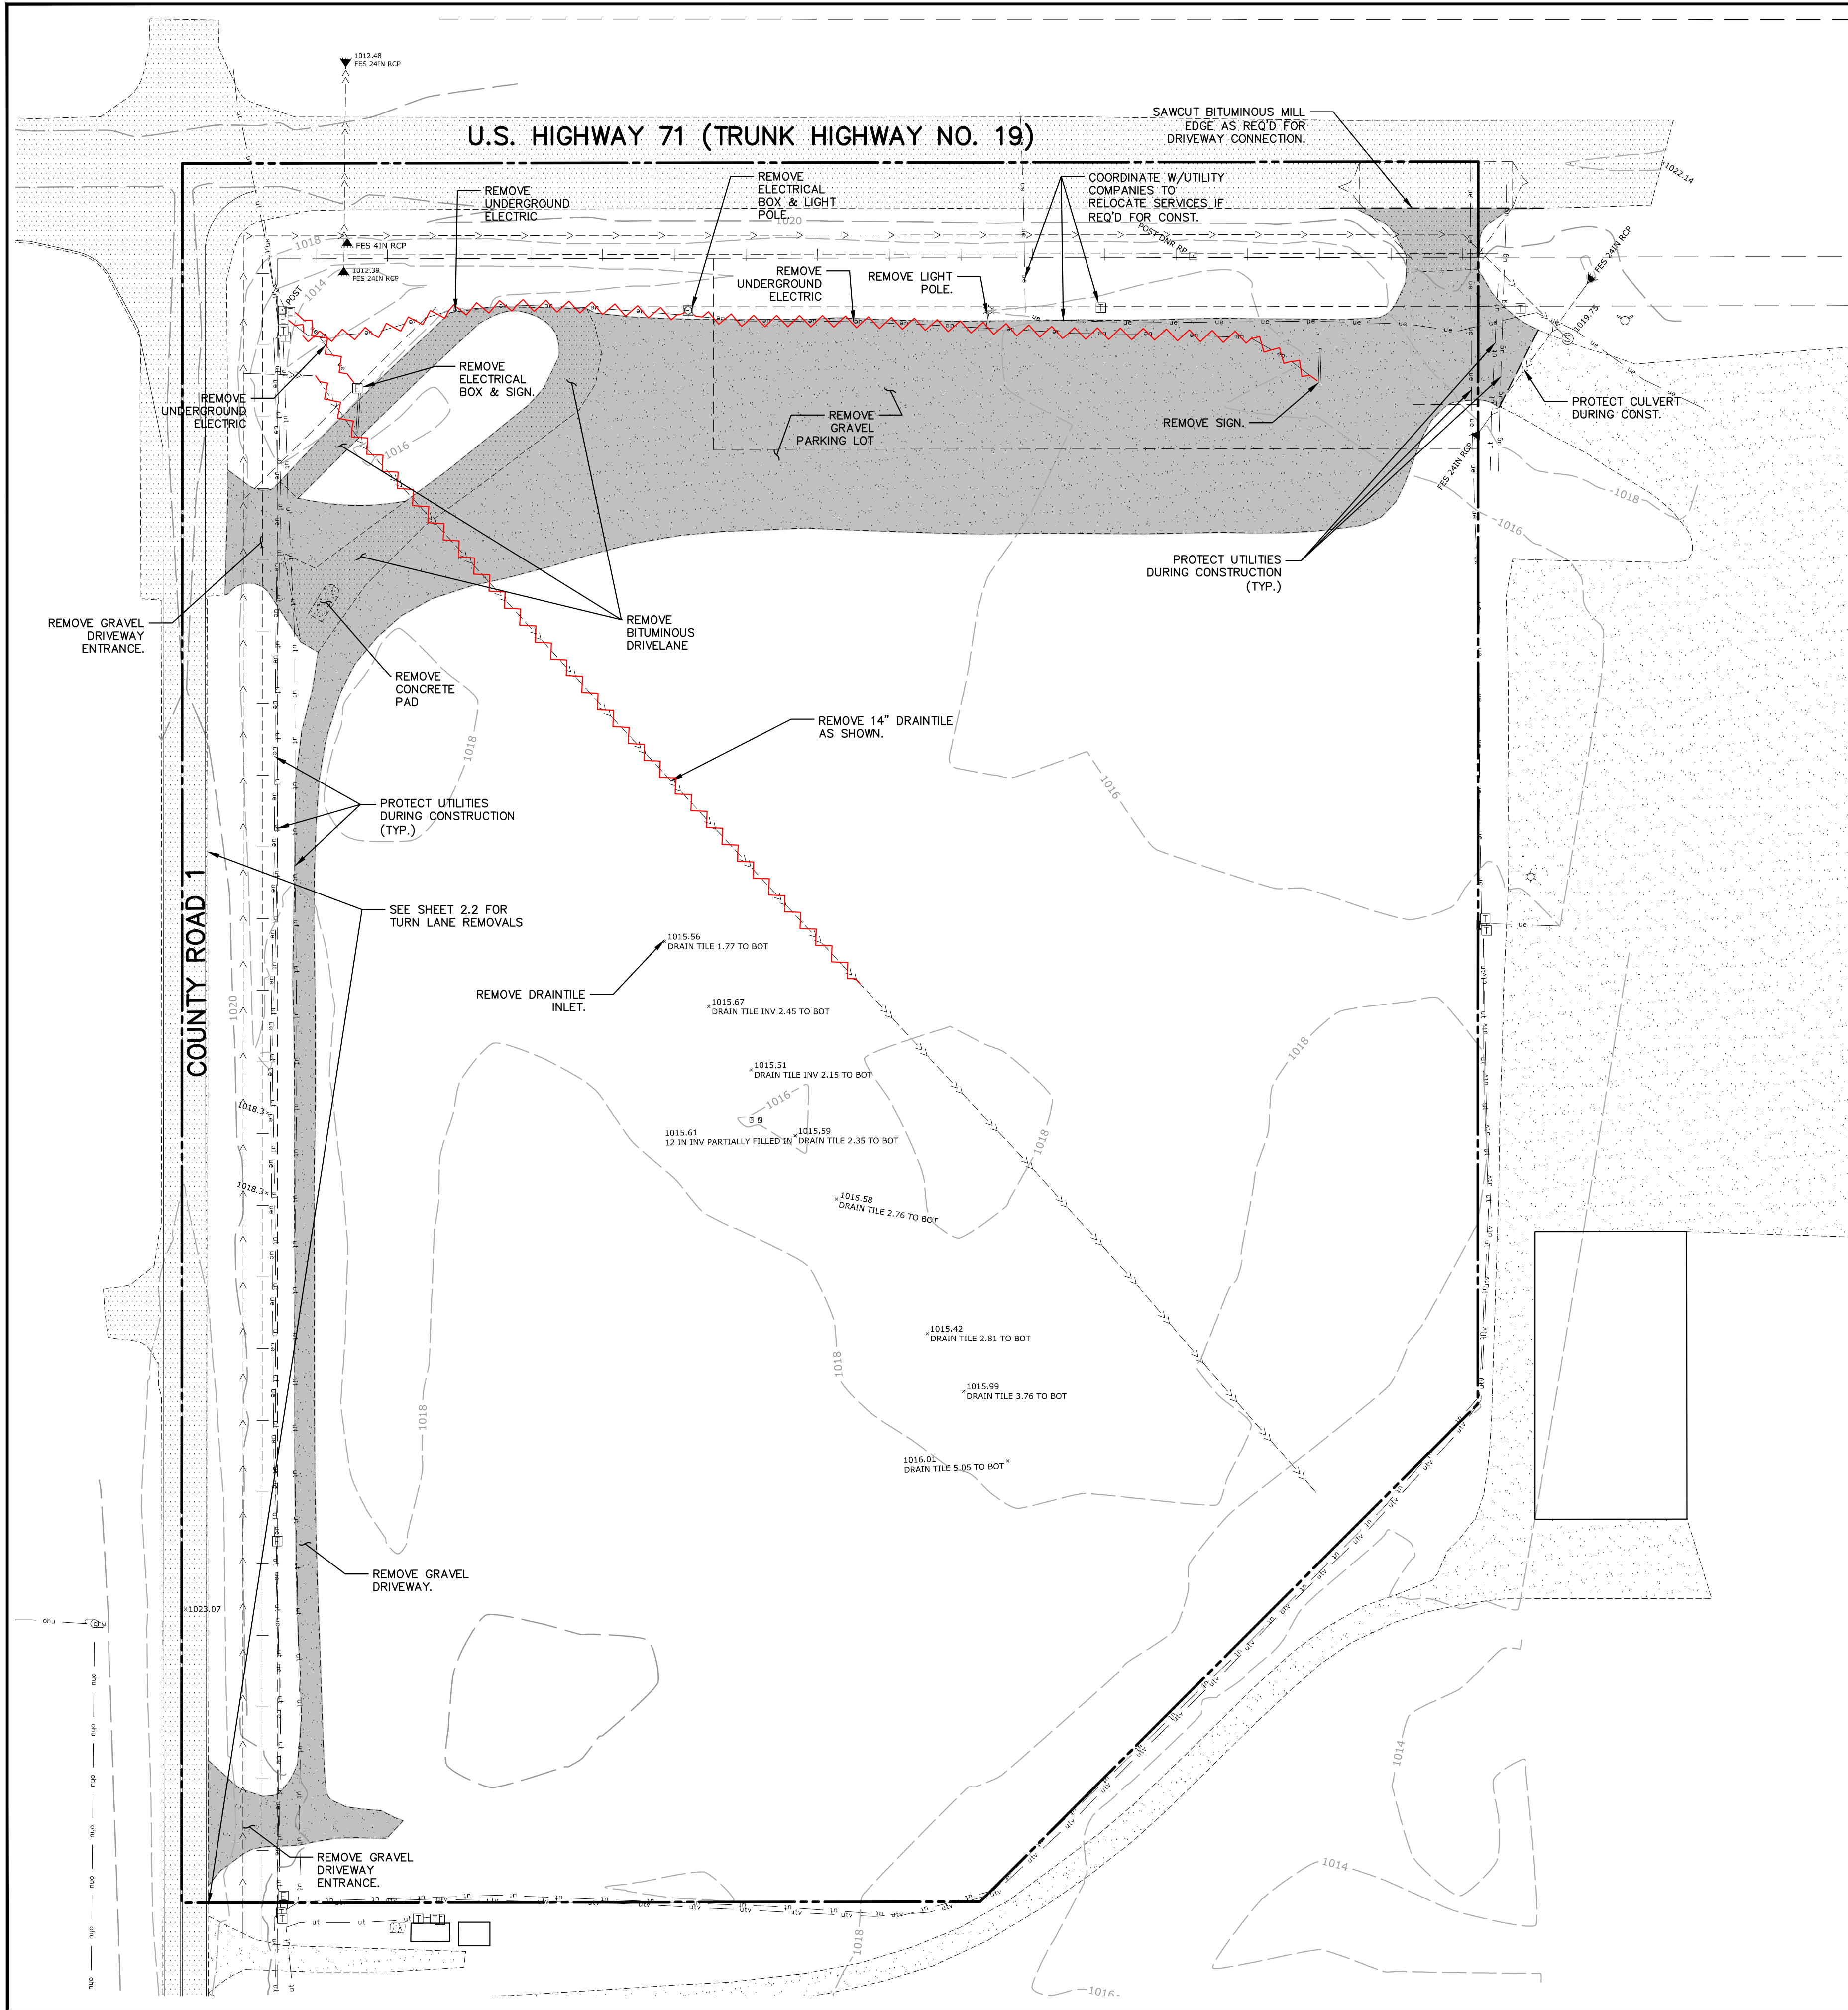 1012.48
FES 24IN RCP
U.S. HIGHWAY 71 (TRUNK HIGHWAY NO. 19)
SAWCUT BITUMINOUS MILL
EDGE AS REQ'D FOR
DRIVEWAY CONNECTION.
1022.14
REMOVE
UNDERGROUND
ELECTRIC
REMOVE
ELECTRICAL
BOX & LIGHT
POLE.
COORDINATE W/UTILITY
COMPANIES TO
RELOCATE SERVICES IF
REQ'D FOR CONST.
1020
1018
FES 4IN RCP
1012.39
FES 24IN RCP
1014
POST
POST DNR RP
REMOVE
UNDERGROUND
ELECTRIC
REMOVE LIGHT
POLE.
FES 24IN RCP
1019.75
REMOVE
ELECTRICAL
BOX & SIGN.
REMOVE
UNDERGROUND
ELECTRIC
1016
REMOVE
GRAVEL
PARKING LOT
REMOVE SIGN.
PROTECT CULVERT
DURING CONST.
FES 24IN RCP
1018
1016
PROTECT UTILITIES
DURING CONSTRUCTION
(TYP.)
REMOVE GRAVEL
DRIVEWAY
ENTRANCE.
REMOVE
BITUMINOUS
DRIVELANE
REMOVE
CONCRETE
PAD
1018
REMOVE 14" DRAINTILE
AS SHOWN.
1016
PROTECT UTILITIES
DURING CONSTRUCTION
(TYP.)
COUNTY ROAD 1
SEE SHEET 2.2 FOR
TURN LANE REMOVALS
1015.56
DRAIN TILE 1.77 TO BOT
REMOVE DRAINTILE
INLET.
1015.67
DRAIN TILE INV 2.45 TO BOT
1020
1018
1015.51
DRAIN TILE INV 2.15 TO BOT
1016
1018.3
1015.61
12 IN INV PARTIALLY FILLED IN
1015.59
DRAIN TILE 2.35 TO BOT
1018
1018.3
1015.58
DRAIN TILE 2.76 TO BOT
1015.42
DRAIN TILE 2.81 TO BOT
1018
1015.99
DRAIN TILE 3.76 TO BOT
1018
1016.01
DRAIN TILE 5.05 TO BOT
REMOVE GRAVEL
DRIVEWAY.
1023.07
ohu
ohu
1014
REMOVE GRAVEL
DRIVEWAY
ENTRANCE.
1014
1018
1016